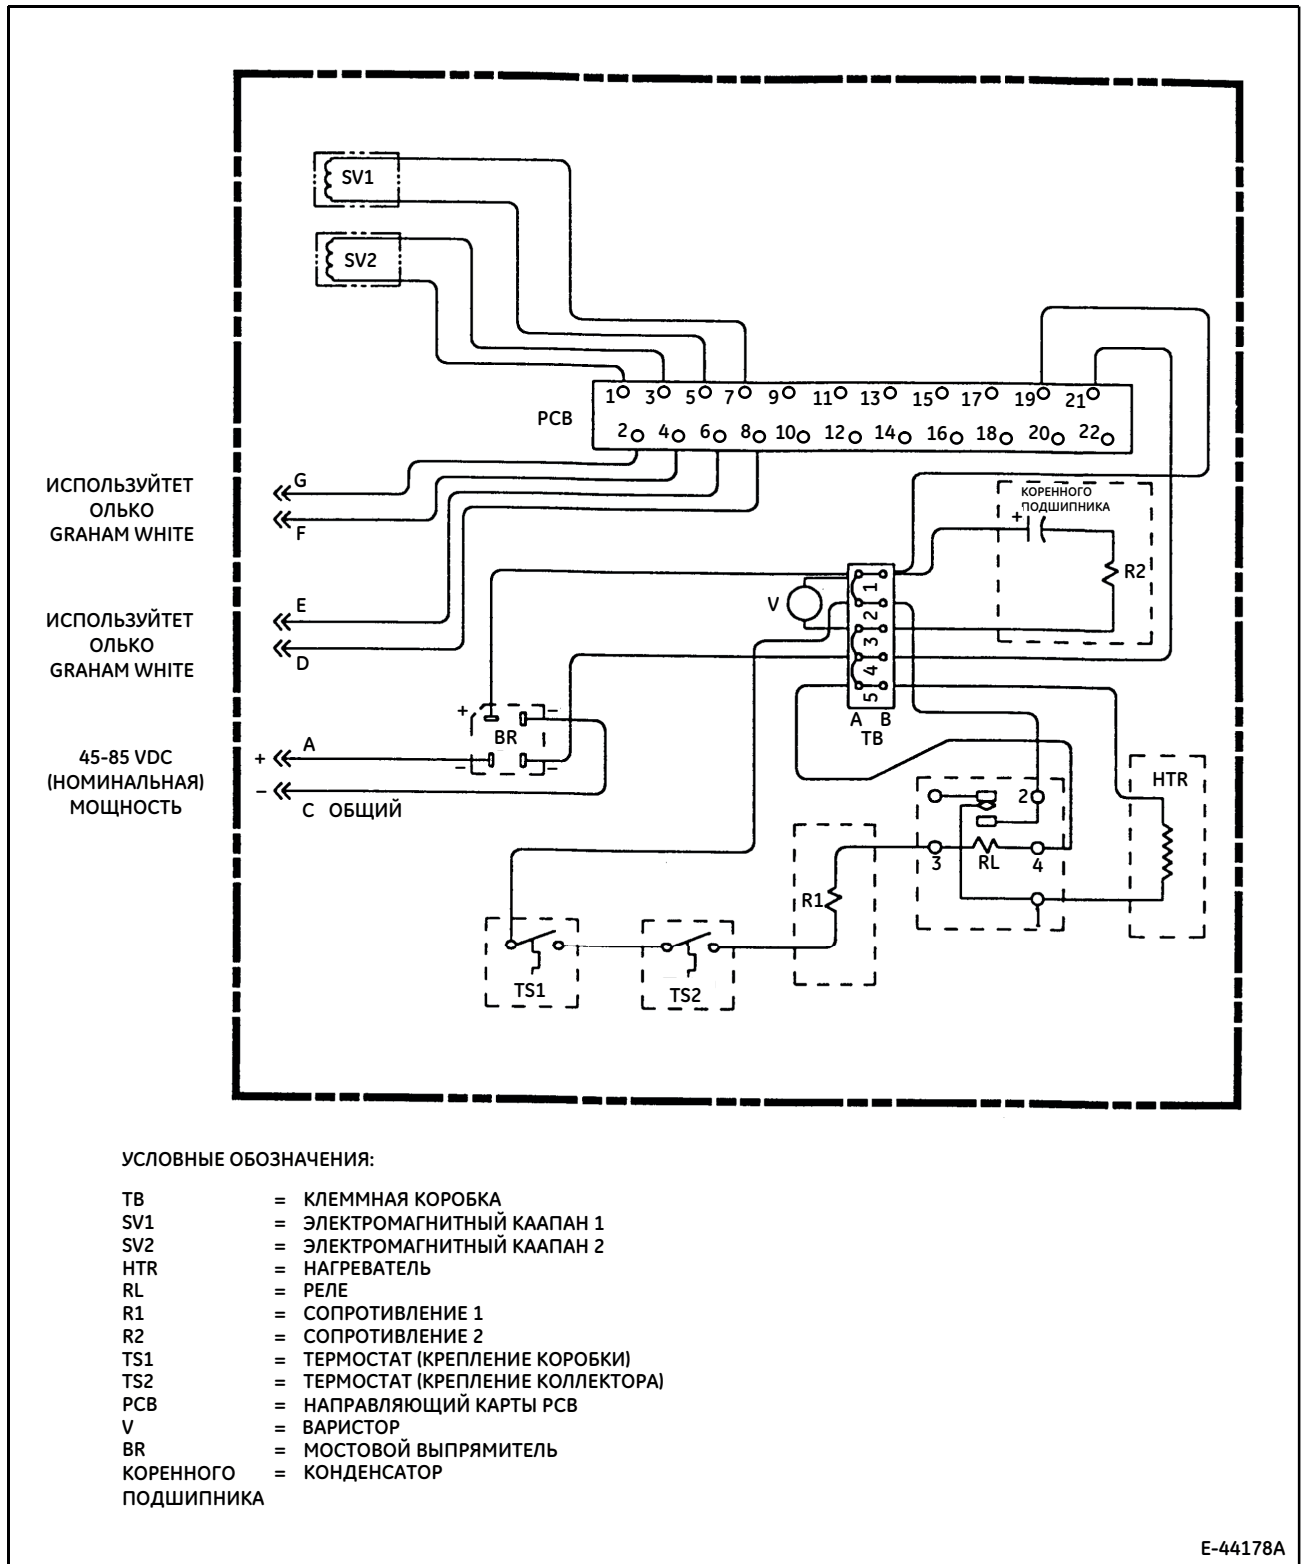 SV1
SV2
PCB
1 3 5 7 9 11 13 15 17 19 21
2 4 6 8 10 12 14 16 18 20 22
ИСПОЛЬЗУЙТЕТ
ОЛЬКО
GRAHAM WHITE
G
F
КОРЕННОГО
ПОДШИПНИКА
+
R2
V
1
2
3
4
5
A B
TB
ИСПОЛЬЗУЙТЕТ
ОЛЬКО
GRAHAM WHITE
E
D
+ –
BR
– –
45-85 VDC
(НОМИНАЛЬНАЯ)
МОЩНОСТЬ
+ A
– C ОБЩИЙ
HTR
2
3 RL 4
R1
TS1
TS2
УСЛОВНЫЕ ОБОЗНАЧЕНИЯ:
TB = КЛЕММНАЯ КОРОБКА
SV1 = ЭЛЕКТРОМАГНИТНЫЙ КААПАН 1
SV2 = ЭЛЕКТРОМАГНИТНЫЙ КААПАН 2
HTR = НАГРЕВАТЕЛЬ
RL = РЕЛЕ
R1 = СОПРОТИВЛЕНИЕ 1
R2 = СОПРОТИВЛЕНИЕ 2
TS1 = ТЕРМОСТАТ (КРЕПЛЕНИЕ КОРОБКИ)
TS2 = ТЕРМОСТАТ (КРЕПЛЕНИЕ КОЛЛЕКТОРА)
PCB = НАПРАВЛЯЮЩИЙ КАРТЫ PCB
V = ВАРИСТОР
BR = МОСТОВОЙ ВЫПРЯМИТЕЛЬ
КОРЕННОГО = КОНДЕНСАТОР
ПОДШИПНИКА
E-44178A